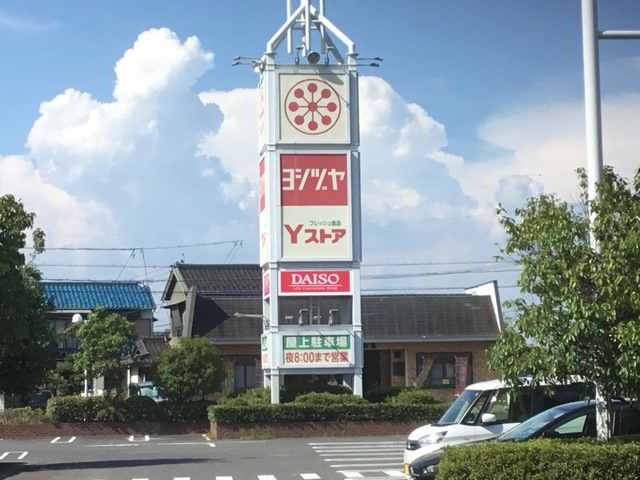 ヨシヅヤ
フレッシュ食品
Yストア
DAISO
屋上駐車場
夜8:00まで営業